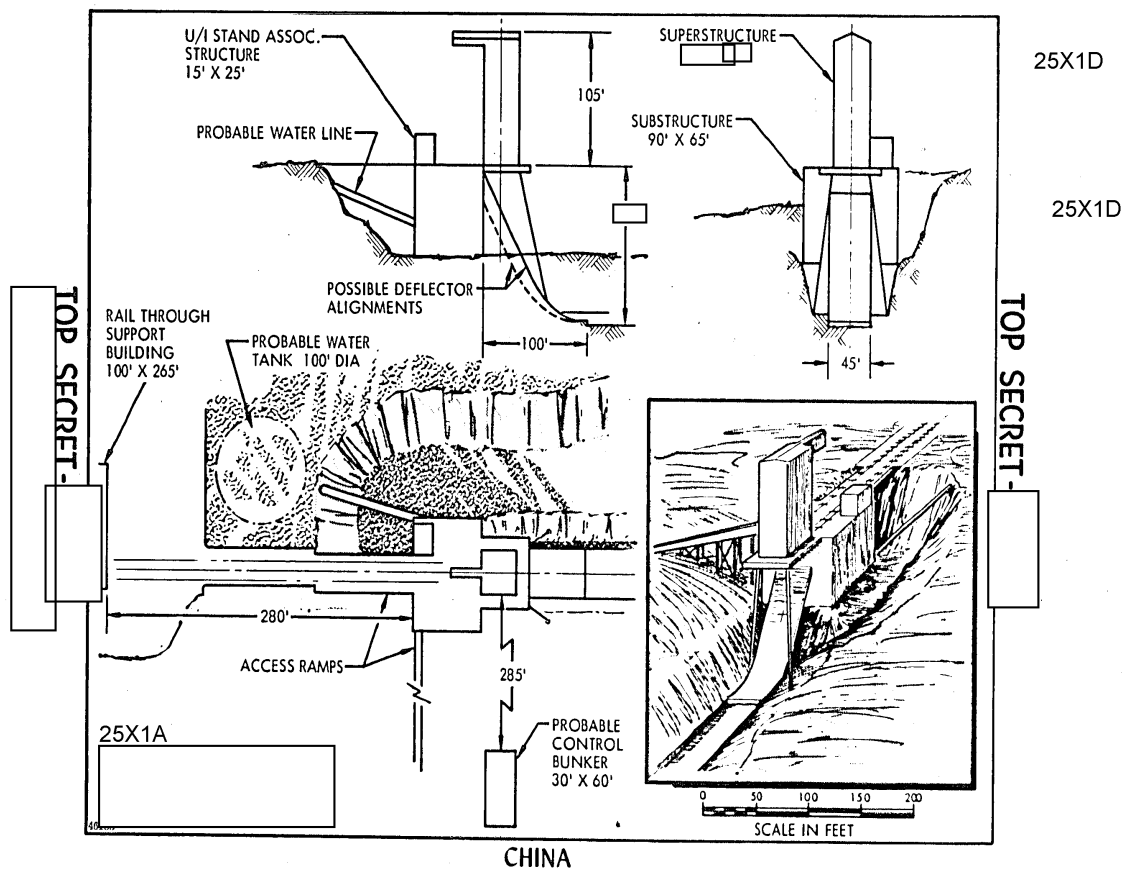 U/I STAND ASSOC.
STRUCTURE
15' X 25'
SUPERSTRUCTURE
25X1D
105'
PROBABLE WATER LINE
SUBSTRUCTURE
90' X 65'
25X1D
POSSIBLE DEFLECTOR
ALIGNMENTS
TOP SECRET-
TOP SECRET-
RAIL THROUGH
SUPPORT
BUILDING
100' X 265'
PROBABLE WATER
TANK 100' DIA
100'
45'
280'
ACCESS RAMPS
285'
25X1A
PROBABLE
CONTROL
BUNKER
30' X 60'
0 50 100 150 200
SCALE IN FEET
CHINA